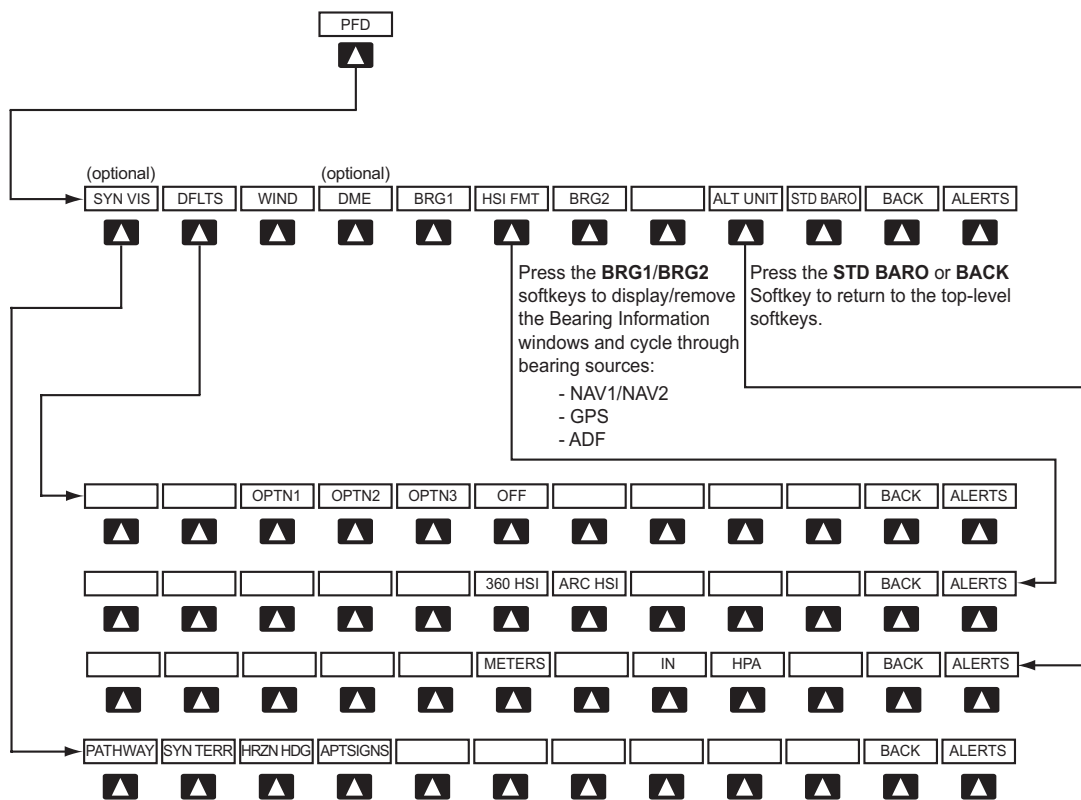 PFD
(optional) (optional)
SYN VIS DFLTS WIND DME BRG1 HSI FMT BRG2 ALT UNIT STD BARO BACK ALERTS
Press the BRG1/BRG2
softkeys to display/remove
the Bearing Information
windows and cycle through
bearing sources:
- NAV1/NAV2
- GPS
- ADF
Press the STD BARO or BACK
Softkey to return to the top-level
softkeys.
OPTN1 OPTN2 OPTN3 OFF BACK ALERTS
360 HSI ARC HSI BACK ALERTS
METERS IN HPA BACK ALERTS
PATHWAY SYN TERR HRZN HDG APTSIGNS BACK ALERTS